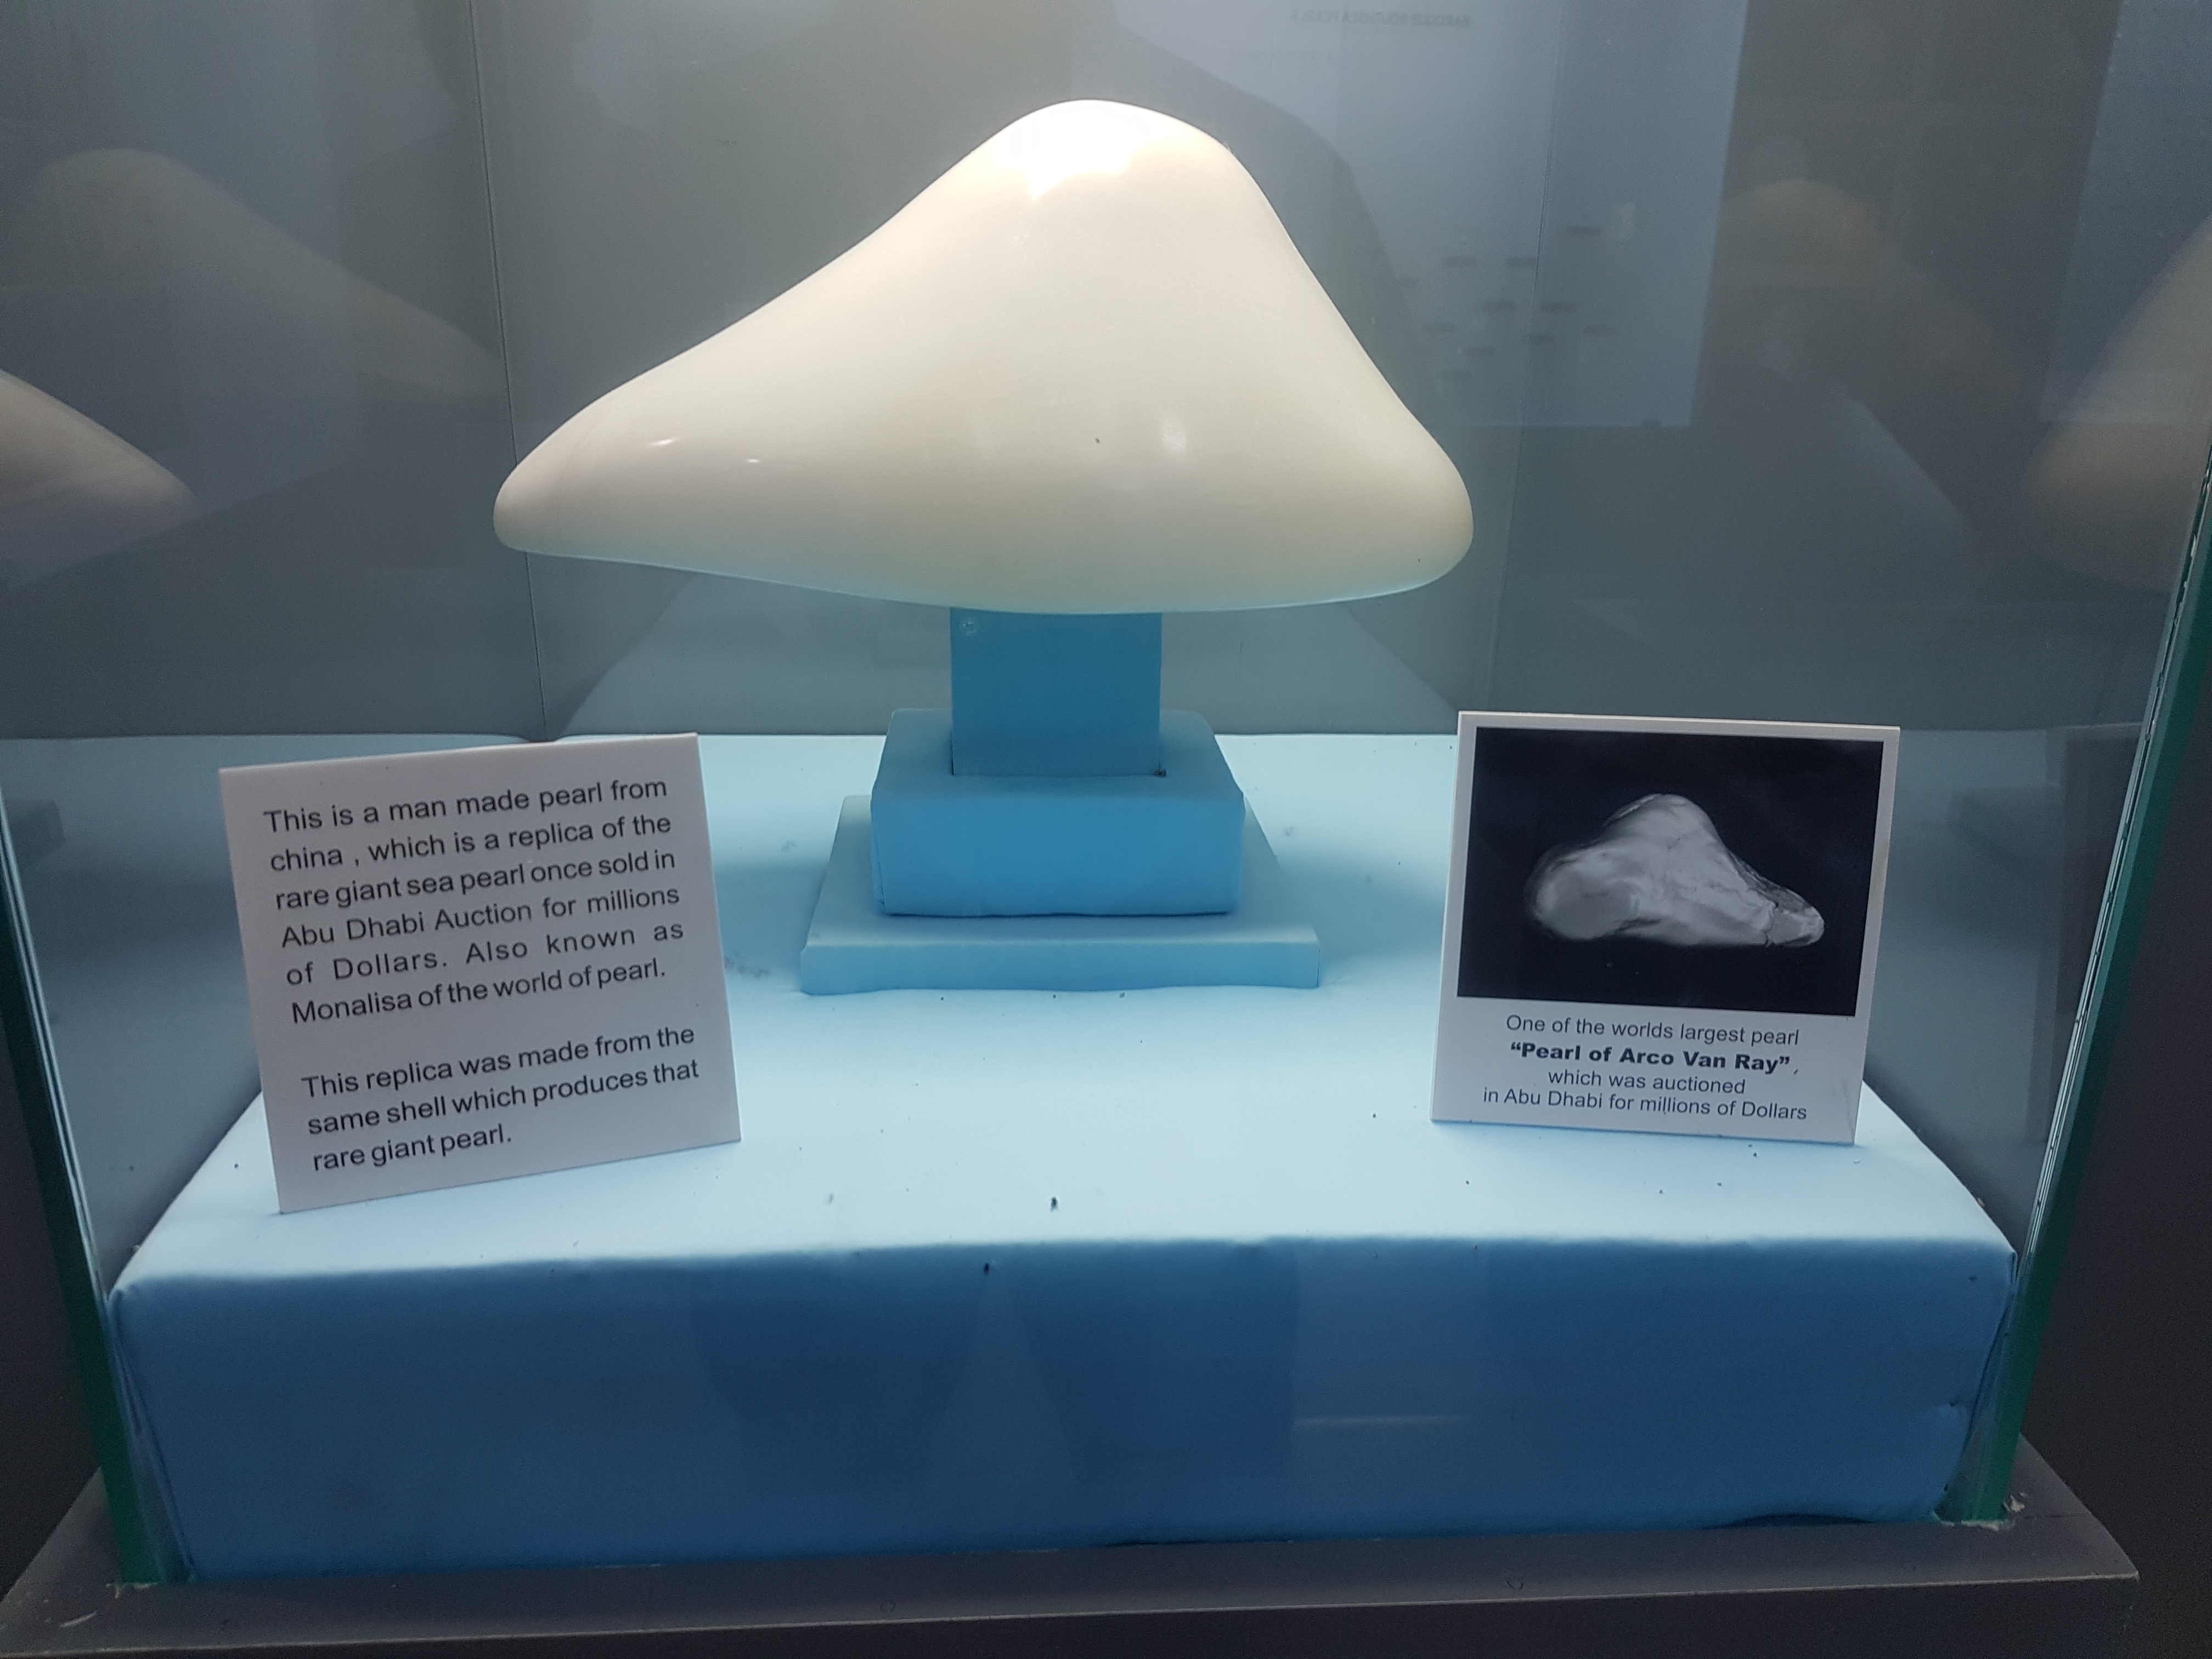 BAROQUE SOUTHSEA PEARLS
This is a man made pearl from
china , which is a replica of the
rare giant sea pearl once sold in
Abu Dhabi Auction for millions
of Dollars. Also known as
Monalisa of the world of pearl.
This replica was made from the
same shell which produces that
rare giant pearl.
One of the worlds largest pearl
“Pearl of Arco Van Ray”,
which was auctioned
in Abu Dhabi for millions of Dollars